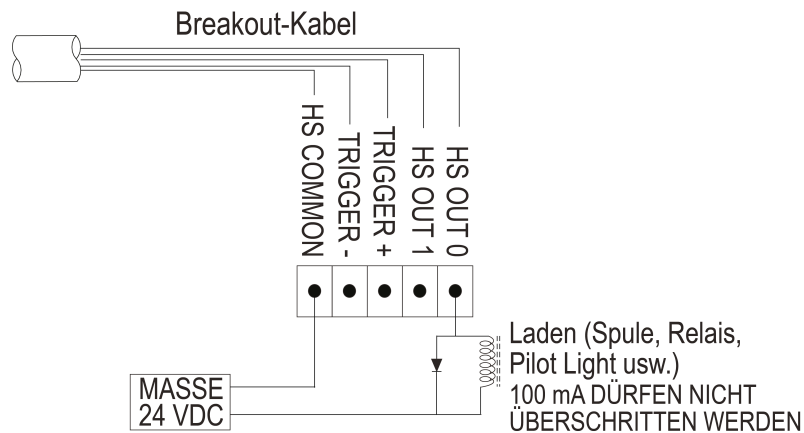 Breakout-Kabel
HS COMMON
TRIGGER -
TRIGGER +
HS OUT 1
HS OUT 0
MASSE
24 VDC
Laden (Spule, Relais,
Pilot Light usw.)
100 mA DÜRFEN NICHT
ÜBERSCHRITTEN WERDEN